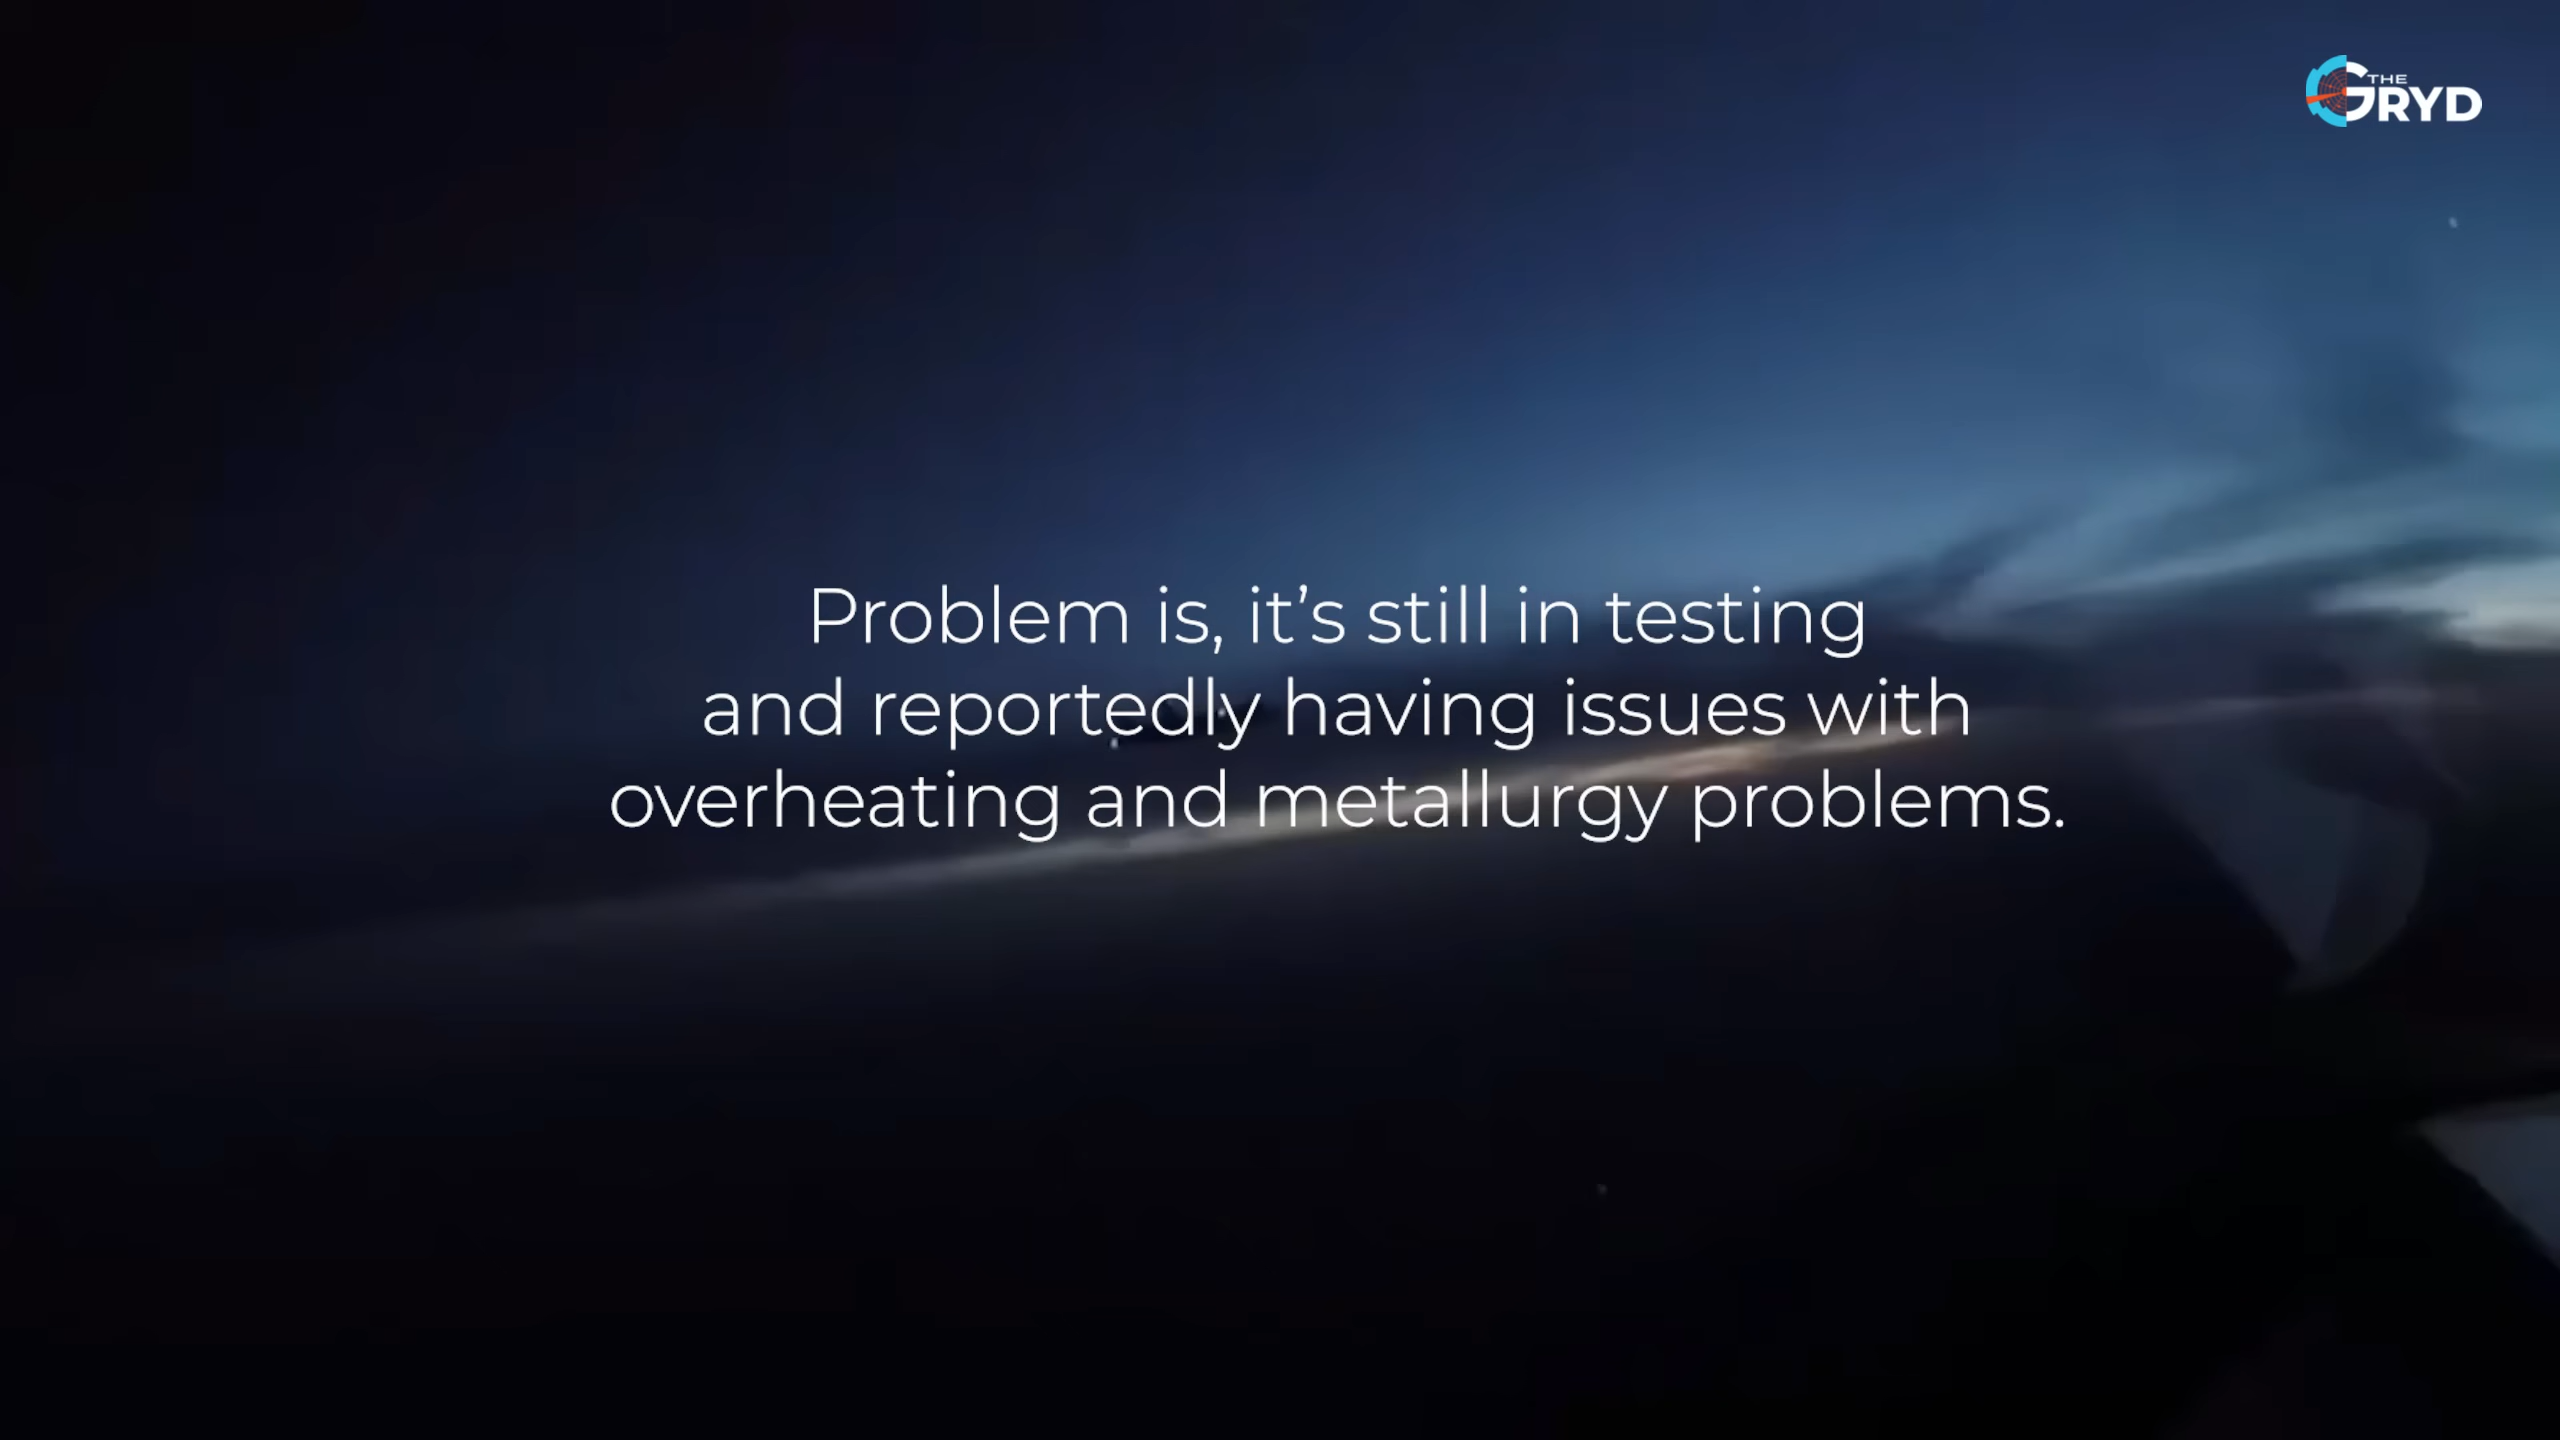 THE
GRYD
Problem is, it’s still in testing
and reportedly having issues with
overheating and metallurgy problems.